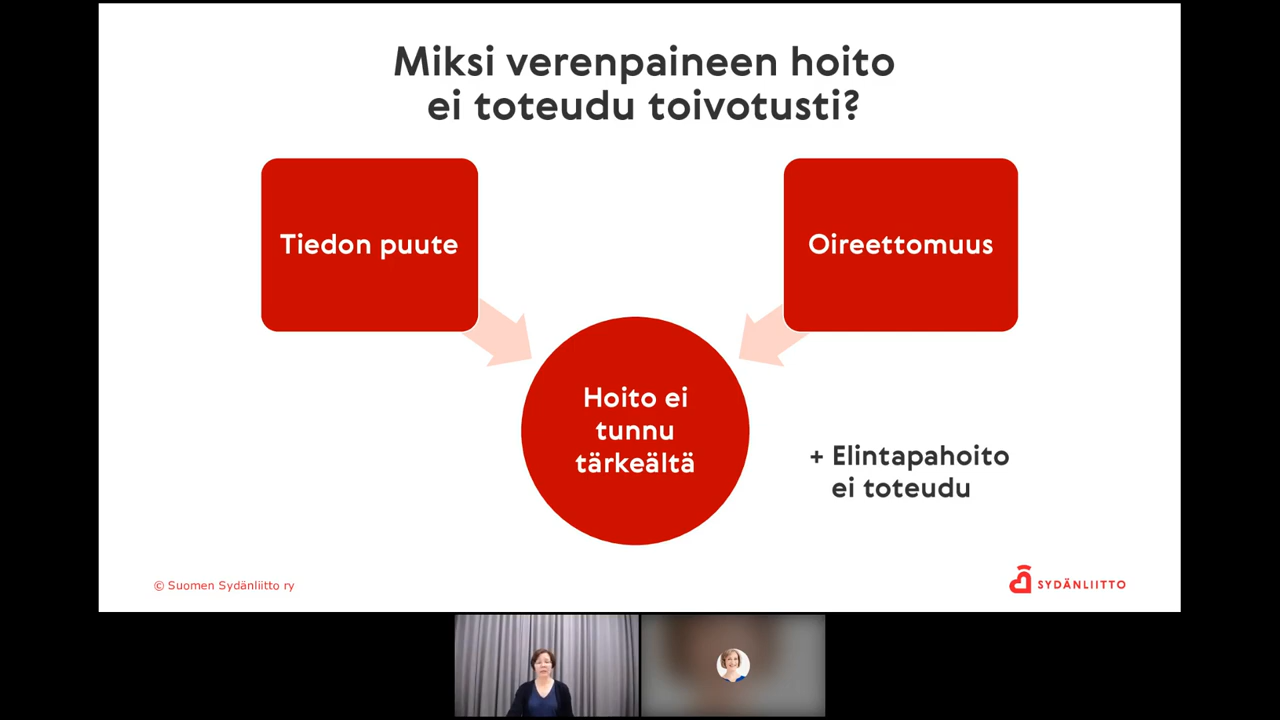 Miksi verenpaineen hoito
ei toteudu toivotusti?
Tiedon puute
Oireettomuus
Hoito ei
tunnu
tärkeältä
+ Elintapahoito
ei toteudu
© Suomen Sydänliitto ry
SYDÄNLIITTO